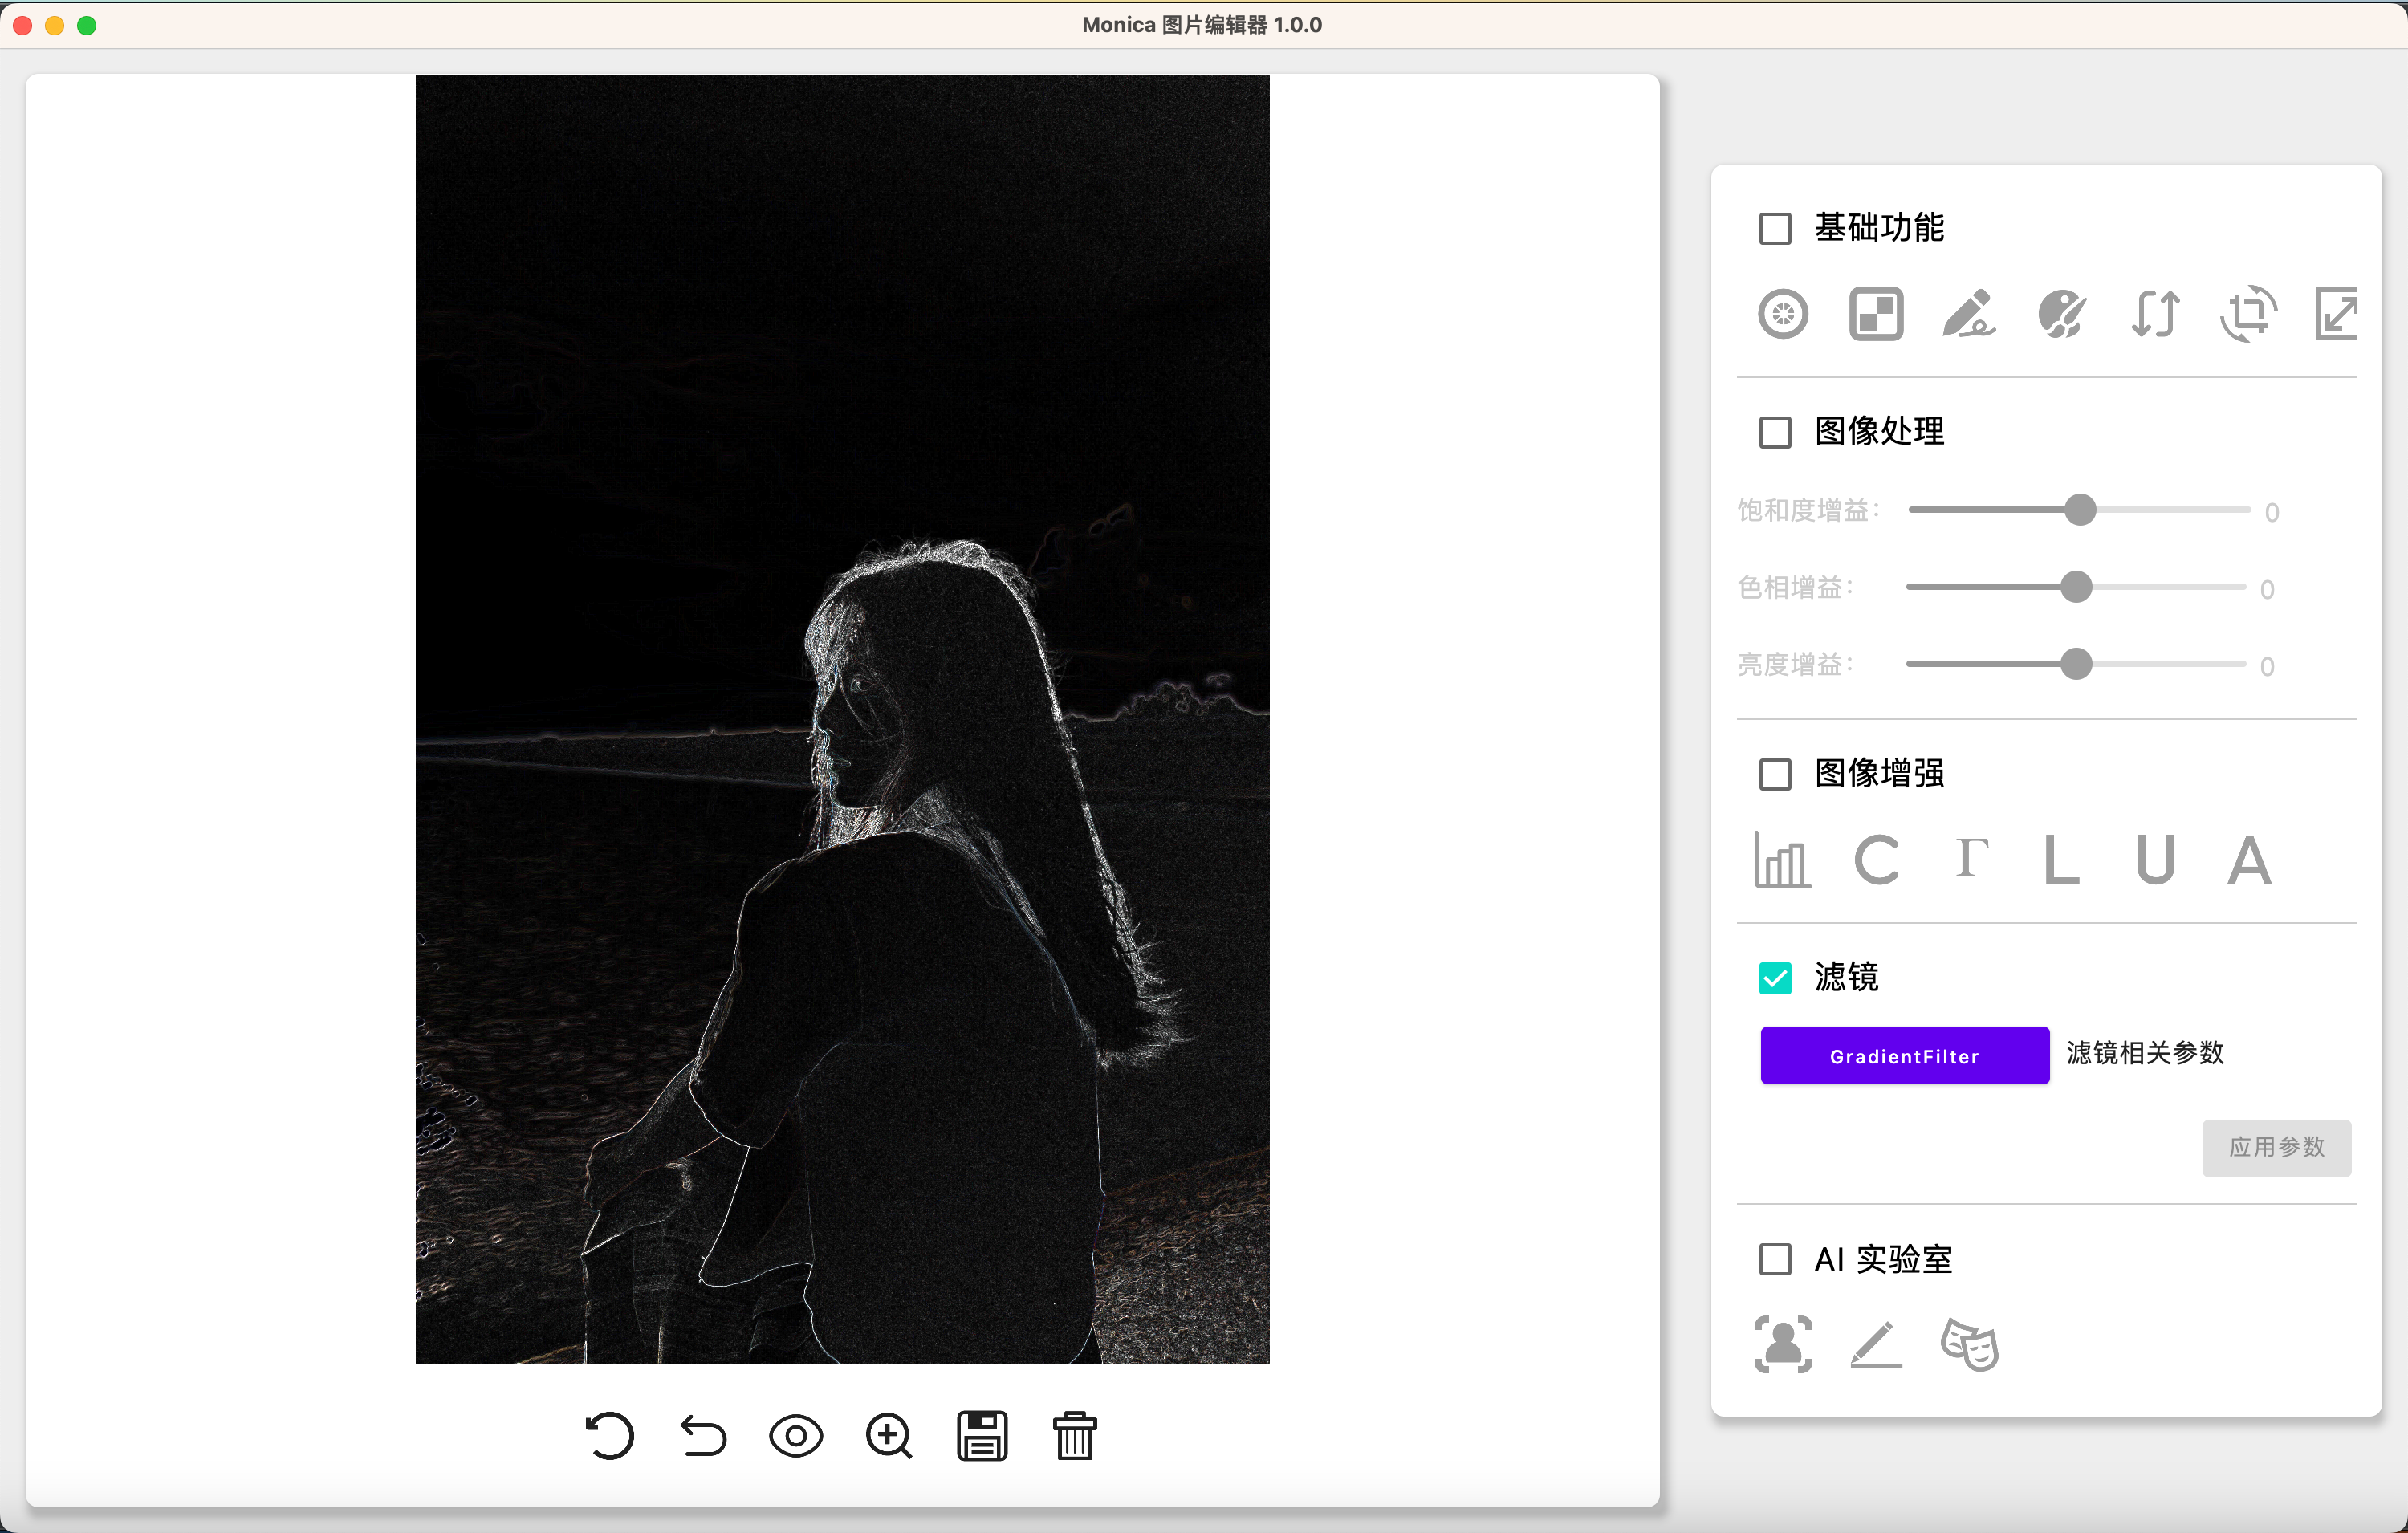 Monica 图片编辑器 1.0.0
基础功能
图像处理
饱和度增益：
0
色相增益：
0
亮度增益：
0
图像增强
C Γ L U A
滤镜
GradientFilter
滤镜相关参数
应用参数
AI 实验室